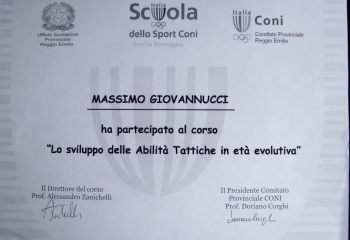 Italia
Scuola
dello Sport Coni
Emilia Romagna
Ufficio Scolastico
Provinciale
Reggio Emilia
Italia
Coni
Comitato Provinciale
Reggio Emilia
MASSIMO GIOVANNUCCI
ha partecipato al corso
“Lo sviluppo delle Abilità Tattiche in età evolutiva”
Il Direttore del corso
Prof. Alessandro Zanichelli
Il Presidente Comitato
Provinciale CONI
Prof. Doriano Corghi